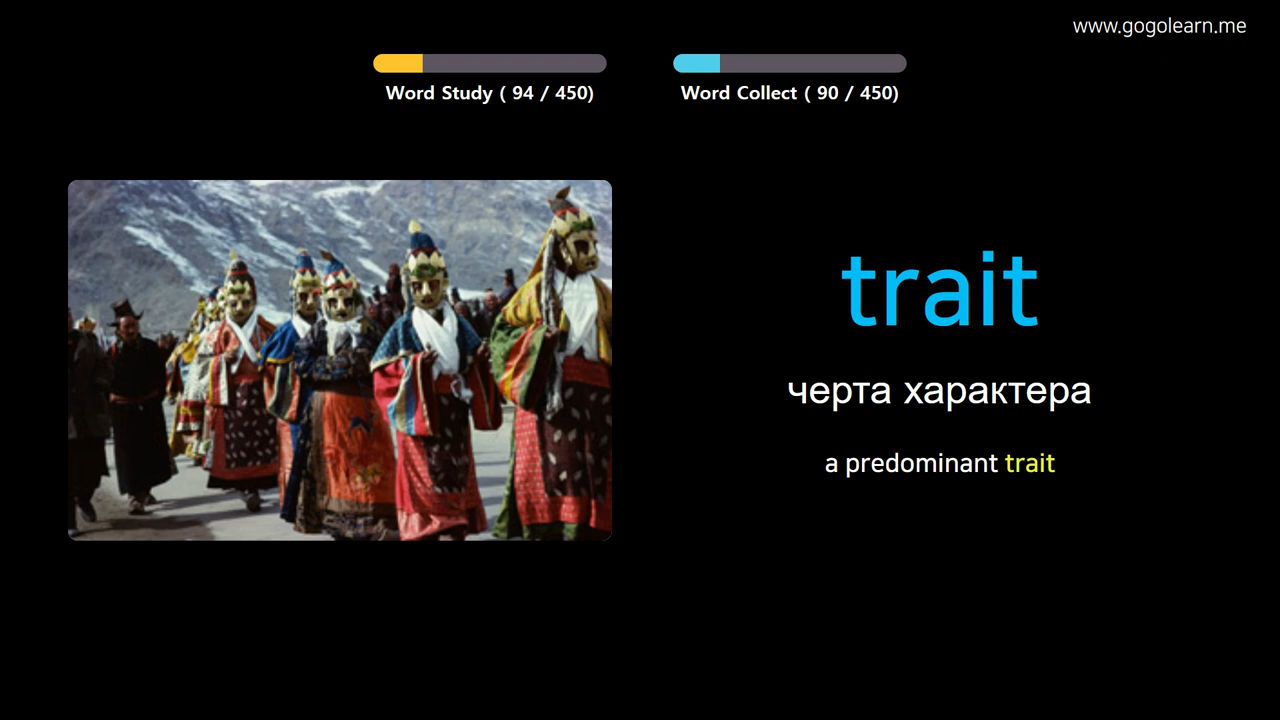 www.gogolearn.me
Word Study ( 94 / 450)
Word Collect ( 90 / 450)
trait
черта характера
a predominant trait